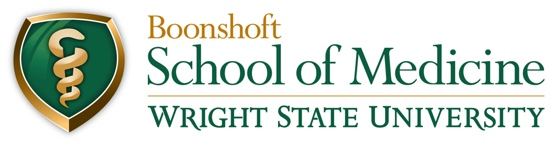 Boonshoft
School of Medicine
WRIGHT STATE UNIVERSITY